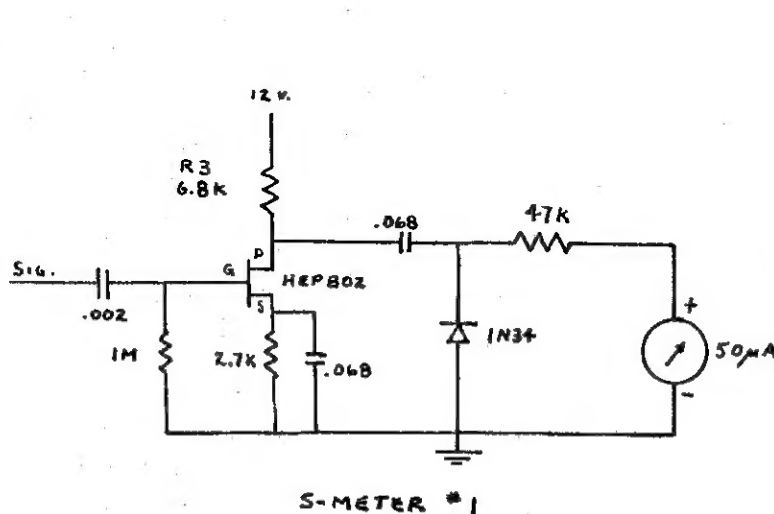 12 V.
R3
6.8K
.068
47K
SIG.
G
D
S
HEP802
.002
1M
2.7K
.068
1N34
+
-
50µA
S-METER #1